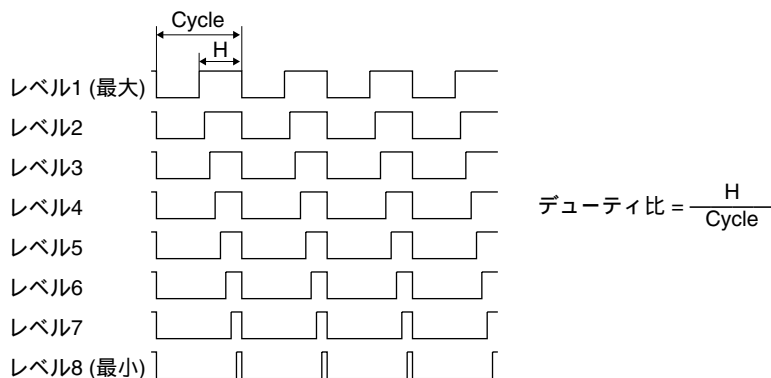 Cycle
H
レベル1 (最大)
レベル2
レベル3
レベル4
レベル5
レベル6
レベル7
レベル8 (最小)
デューティ比 = H
Cycle